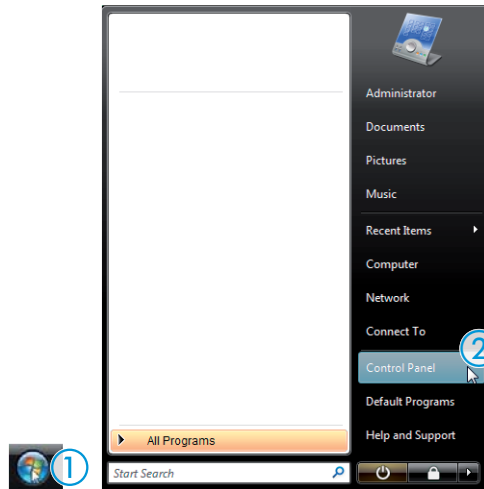 Administrator
Documents
Pictures
Music
Recent Items
Computer
Network
Connect To
2
Control Panel
Default Programs
Help and Support
All Programs
1
Start Search